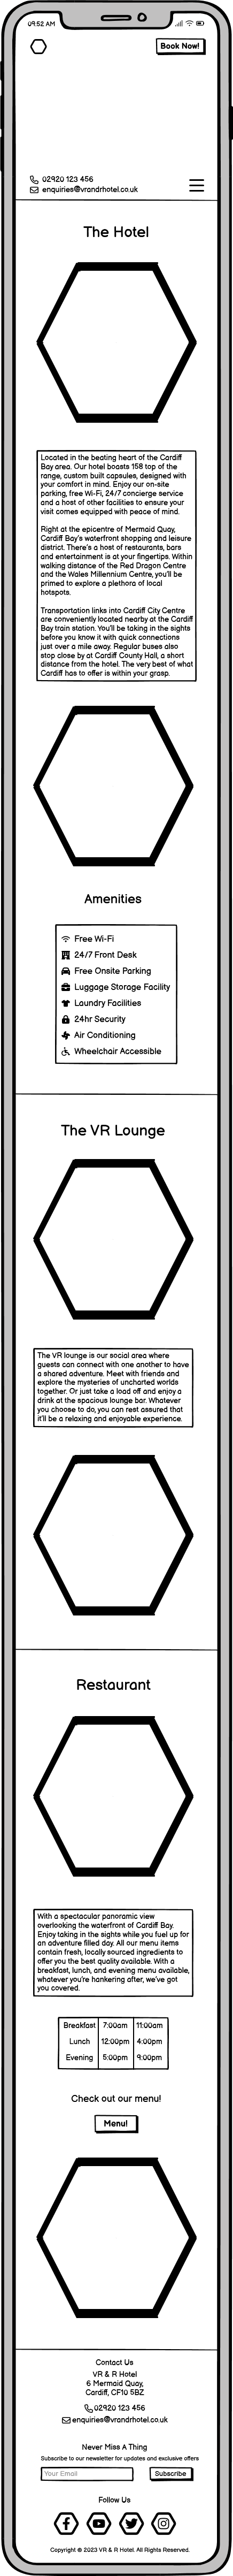 09:52 AM
Book Now!
02920 123 456
enquiries@vrandrhotel.co.uk
The Hotel
Located in the beating heart of the Cardiff
Bay area. Our hotel boasts 158 top of the
range, custom built capsules, designed with
your comfort in mind. Enjoy our on-site
parking, free Wi-Fi, 24/7 concierge service
and a host of other facilities to ensure your
visit comes equipped with peace of mind.
Right at the epicentre of Mermaid Quay,
Cardiff Bay's waterfront shopping and leisure
district. There's a host of restaurants, bars
and entertainment is at your fingertips. Within
walking distance of the Red Dragon Centre
and the Wales Millennium Centre, you'll be
primed to explore a plethora of local
hotspots.
Transportation links into Cardiff City Centre
are conveniently located nearby at the Cardiff
Bay train station. You'll be taking in the sights
before you know it with quick connections
just over a mile away. Regular buses also
stop close by at Cardiff County Hall, a short
distance from the hotel. The very best of what
Cardiff has to offer is within your grasp.
Amenities
Free Wi-Fi
24/7 Front Desk
Free Onsite Parking
Luggage Storage Facility
Laundry Facilities
24hr Security
Air Conditioning
Wheelchair Accessible
The VR Lounge
The VR lounge is our social area where
guests can connect with one another to have
a shared adventure. Meet with friends and
explore the mysteries of uncharted worlds
together. Or just take a load off and enjoy a
drink at the spacious lounge bar. Whatever
you choose to do, you can rest assured that
it'll be a relaxing and enjoyable experience.
Restaurant
With a spectacular panoramic view
overlooking the waterfront of Cardiff Bay.
Enjoy taking in the sights while you fuel up for
an adventure filled day. All our menu items
contain fresh, locally sourced ingredients to
offer you the best quality available. With a
breakfast, lunch, and evening menu available,
whatever you're hankering after, we've got
you covered.
Breakfast 7:00am 11:00am
Lunch 12:00pm 4:00pm
Evening 5:00pm 9:00pm
Check out our menu!
Menu!
Contact Us
VR & R Hotel
6 Mermaid Quay,
Cardiff, CF10 5BZ
02920 123 456
enquiries@vrandrhotel.co.uk
Never Miss A Thing
Subscribe to our newsletter for updates and exclusive offers
Your Email
Subscribe
Follow Us
Copyright © 2023 VR & R Hotel. All Rights Reserved.